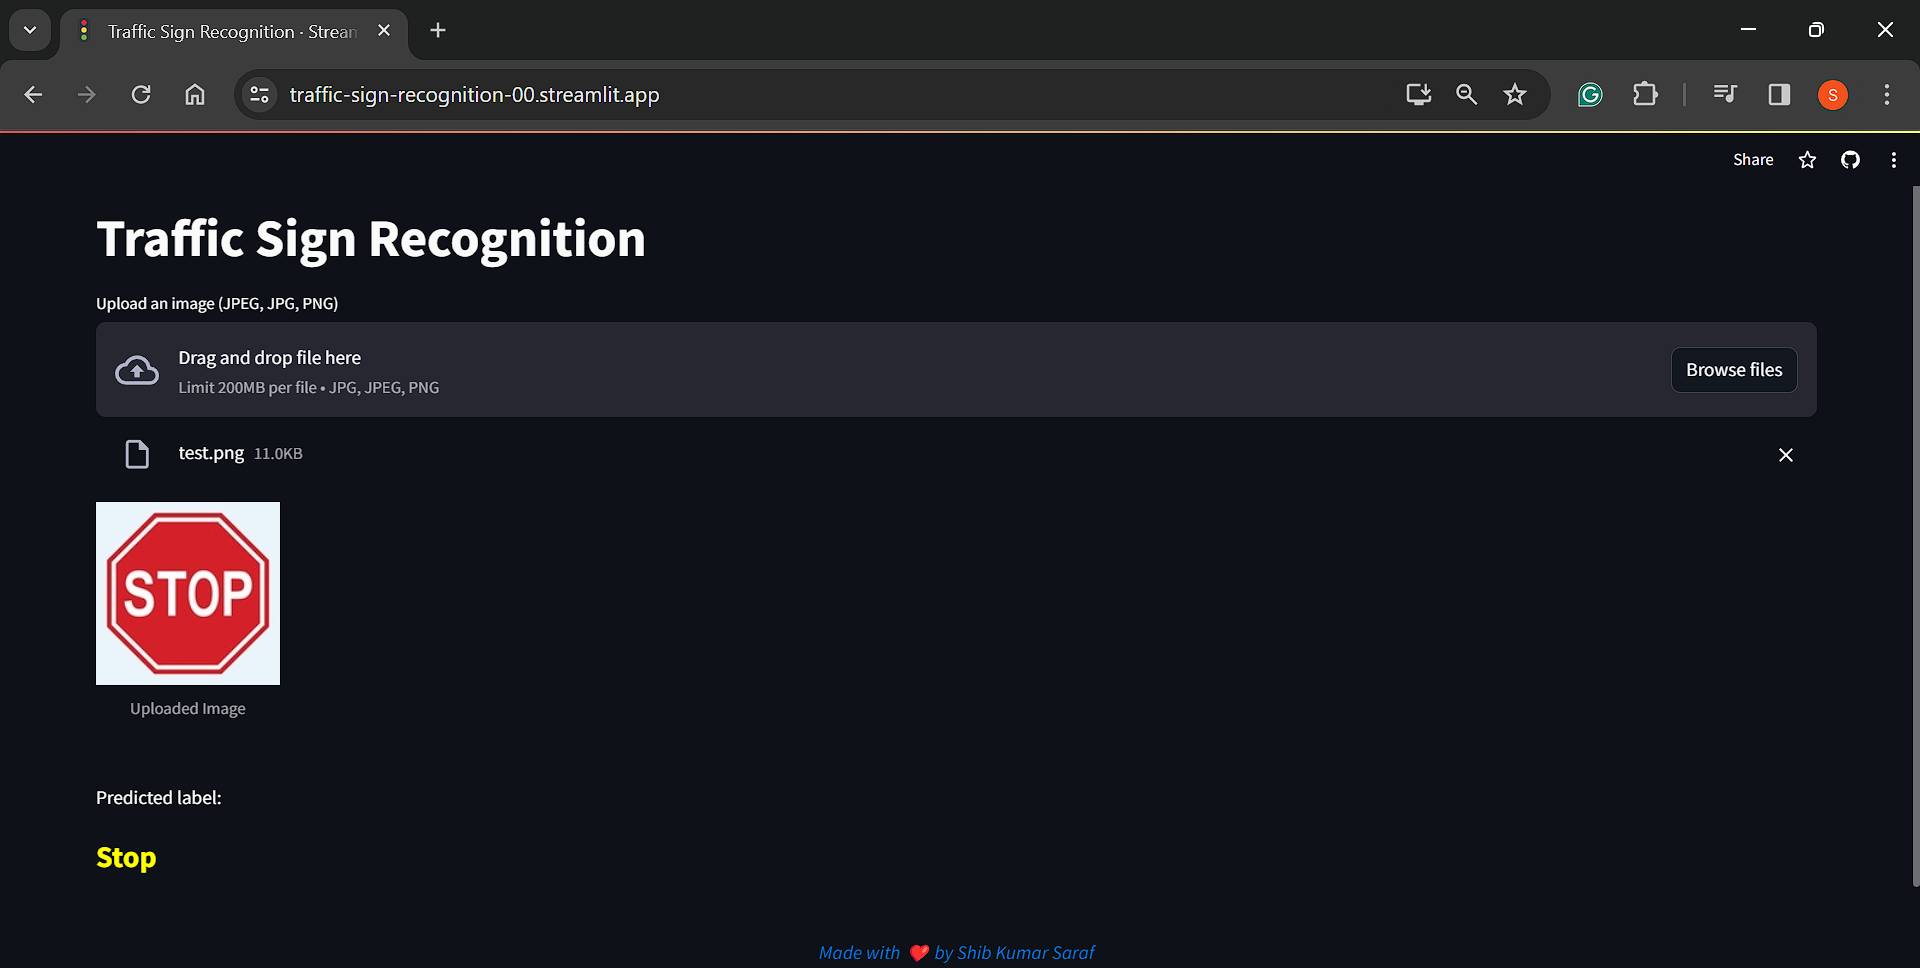 Traffic Sign Recognition · Stream
traffic-sign-recognition-00.streamlit.app
S
Share
Traffic Sign Recognition
Upload an image (JPEG, JPG, PNG)
Drag and drop file here
Limit 200MB per file • JPG, JPEG, PNG
Browse files
test.png 11.0KB
STOP
Uploaded Image
Predicted label:
Stop
Made with ❤️ by Shib Kumar Saraf